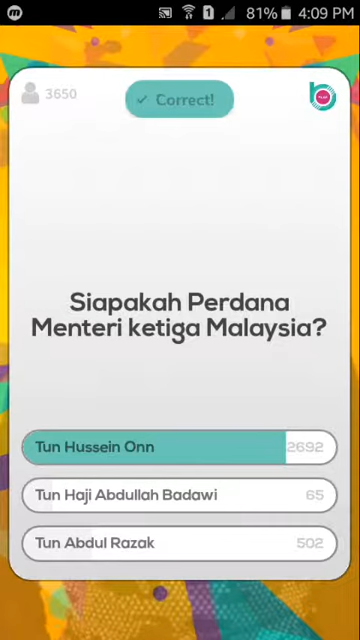 81% 4:09 PM
3650
✓ Correct!
Siapakah Perdana
Menteri ketiga Malaysia?
Tun Hussein Onn 2692
Tun Haji Abdullah Badawi 65
Tun Abdul Razak 502